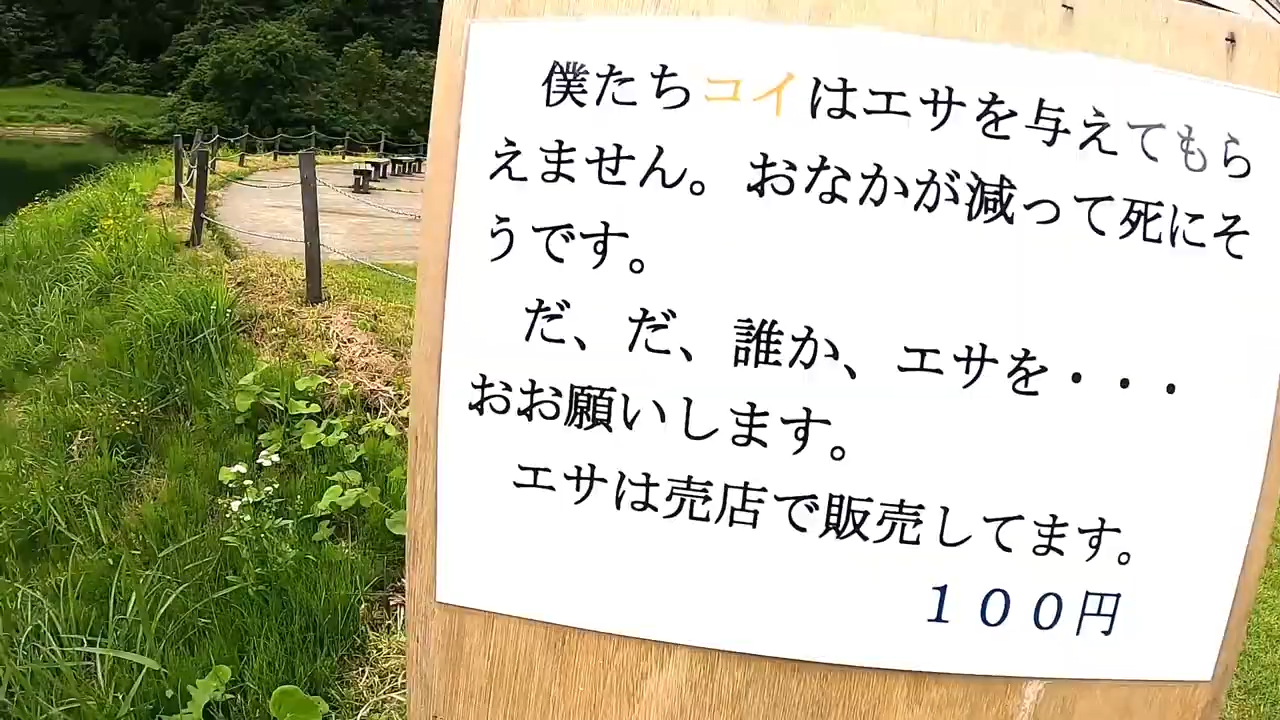 僕たちコイはエサを与えてもら
えません。おなかが減って死にそ
うです。
だ、だ、誰か、エサを・・・
おお願いします。
エサは売店で販売してます。
１００円